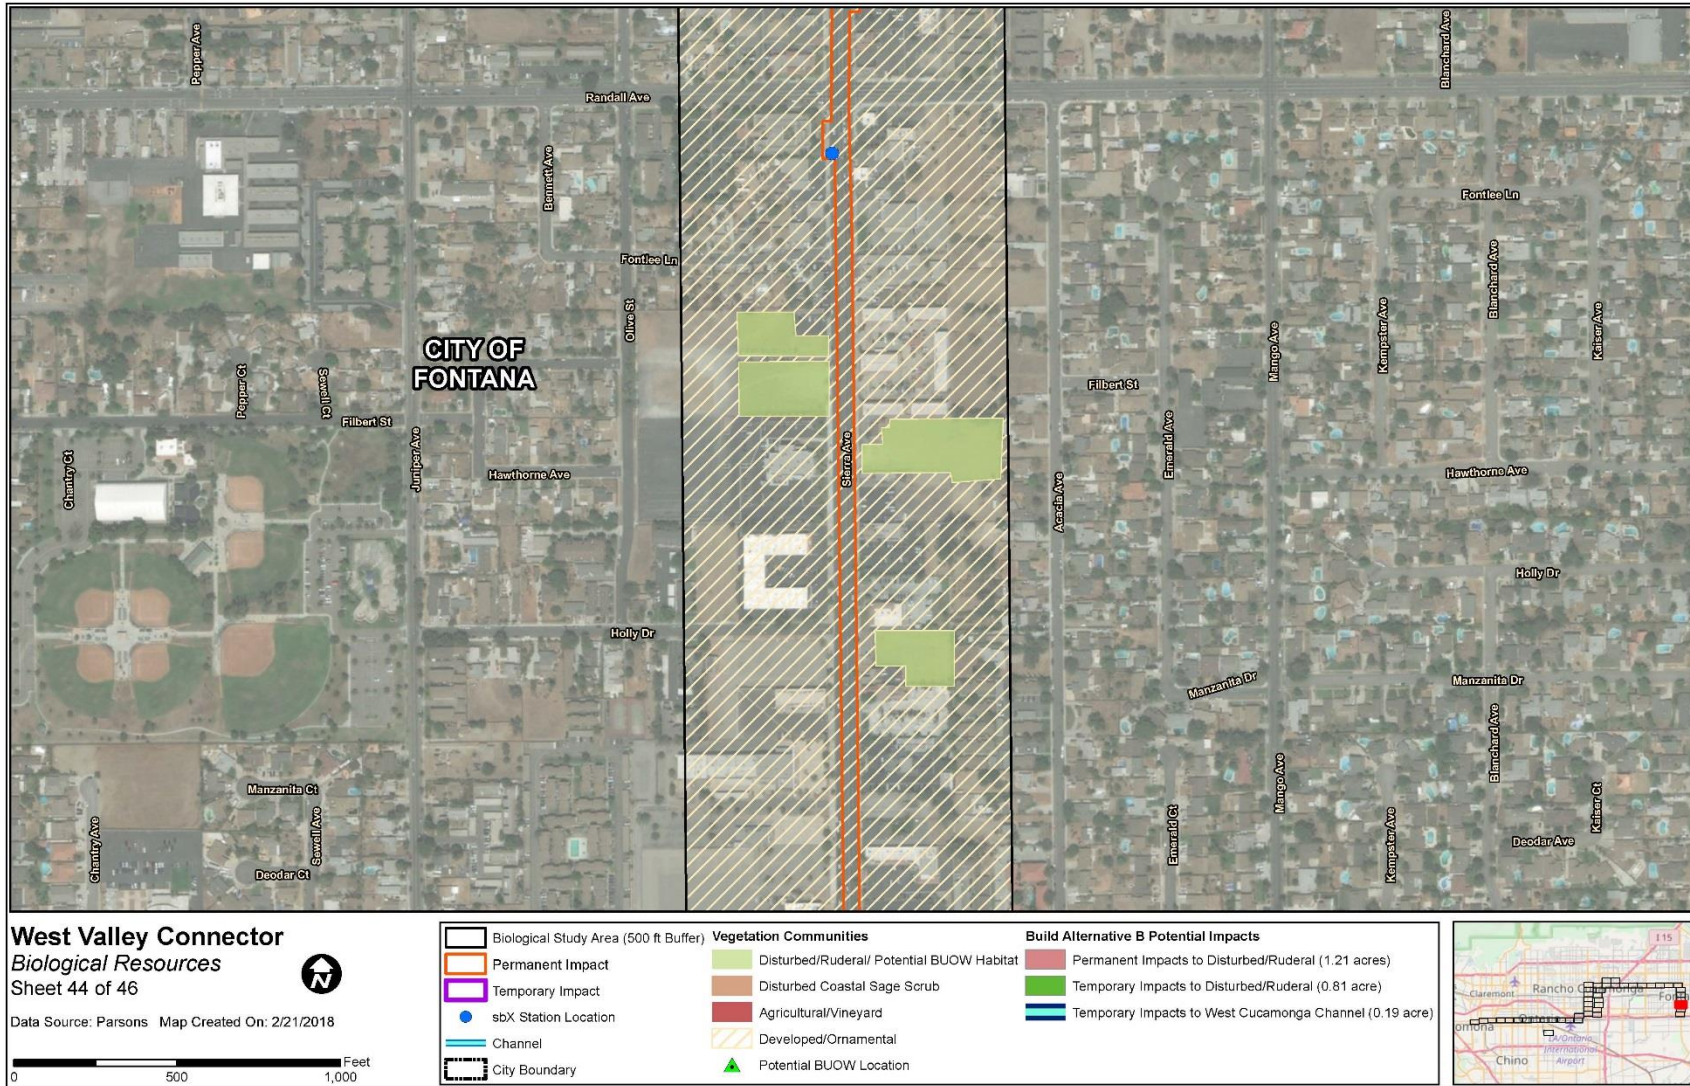 Pepper Ave
Randall Ave
Blanchard Ave
Bennett Ave
Fontlee Ln
Fontlee Ln
Olive St
Blanchard Ave
Kempster Ave
Kaiser Ave
Mango Ave
CITY OF
FONTANA
Pepper Ct
Sewell Ct
Filbert St
Filbert St
Juniper Ave
Emerald Ave
Sierra Ave
Chantry Ct
Hawthorne Ave
Hawthorne Ave
Acacia Ave
Holly Dr
Holly Dr
Manzanita Dr
Manzanita Dr
Blanchard Ave
Manzanita Ct
Mango Ave
Kaiser Ct
Chantry Ave
Sewell Ave
Emerald Ct
Kempster Ave
Deodar Ave
Deodar Ct
West Valley Connector
Biological Resources
Sheet 44 of 46
N
Data Source: Parsons Map Created On: 2/21/2018
Feet
0 500 1,000
Biological Study Area (500 ft Buffer)
Permanent Impact
Temporary Impact
sbX Station Location
Channel
City Boundary
Vegetation Communities
Disturbed/Ruderal/ Potential BUOW Habitat
Disturbed Coastal Sage Scrub
Agricultural/Vineyard
Developed/Ornamental
Potential BUOW Location
Build Alternative B Potential Impacts
Permanent Impacts to Disturbed/Ruderal (1.21 acres)
Temporary Impacts to Disturbed/Ruderal (0.81 acre)
Temporary Impacts to West Cucamonga Channel (0.19 acre)
I 15
Claremont
Rancho Cucamonga
LA/Ontario
International
Airport
Chino